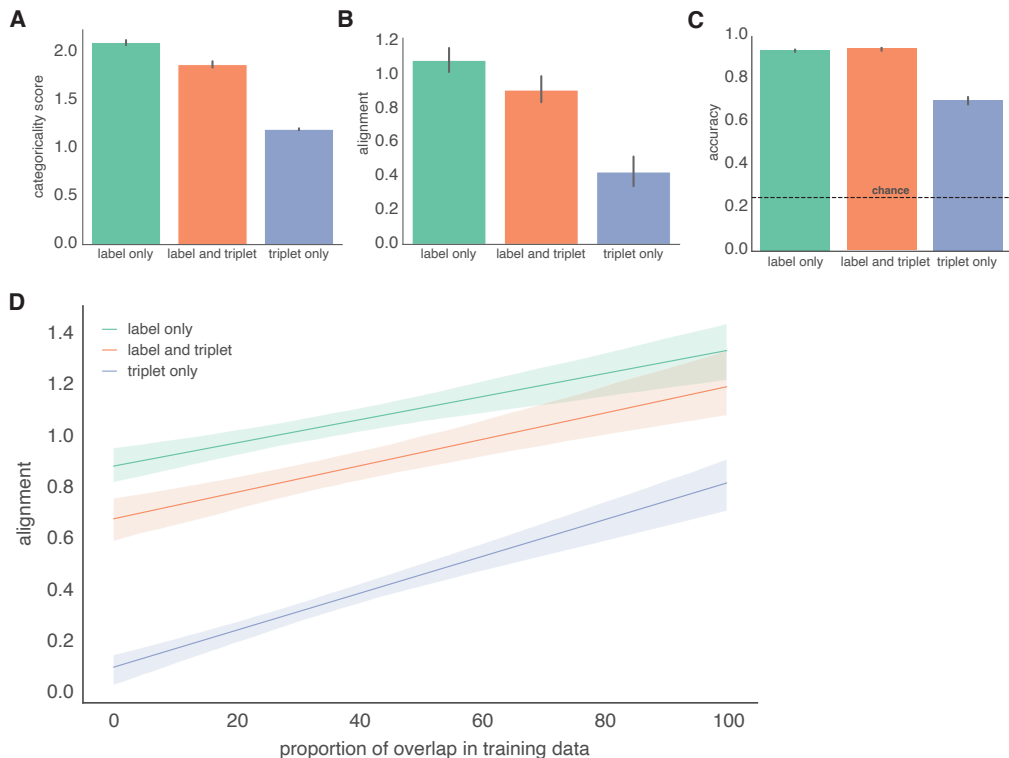 A
categoricality score
2.0
1.5
1.0
0.5
0.0
label only
label and triplet
triplet only
B
alignment
1.2
1.0
0.8
0.6
0.4
0.2
0.0
label only
label and triplet
triplet only
C
accuracy
1.0
0.8
0.6
0.4
0.2
0.0
chance
label only
label and triplet
triplet only
D
alignment
1.4
1.2
1.0
0.8
0.6
0.4
0.2
0.0
label only
label and triplet
triplet only
0 20 40 60 80 100
proportion of overlap in training data